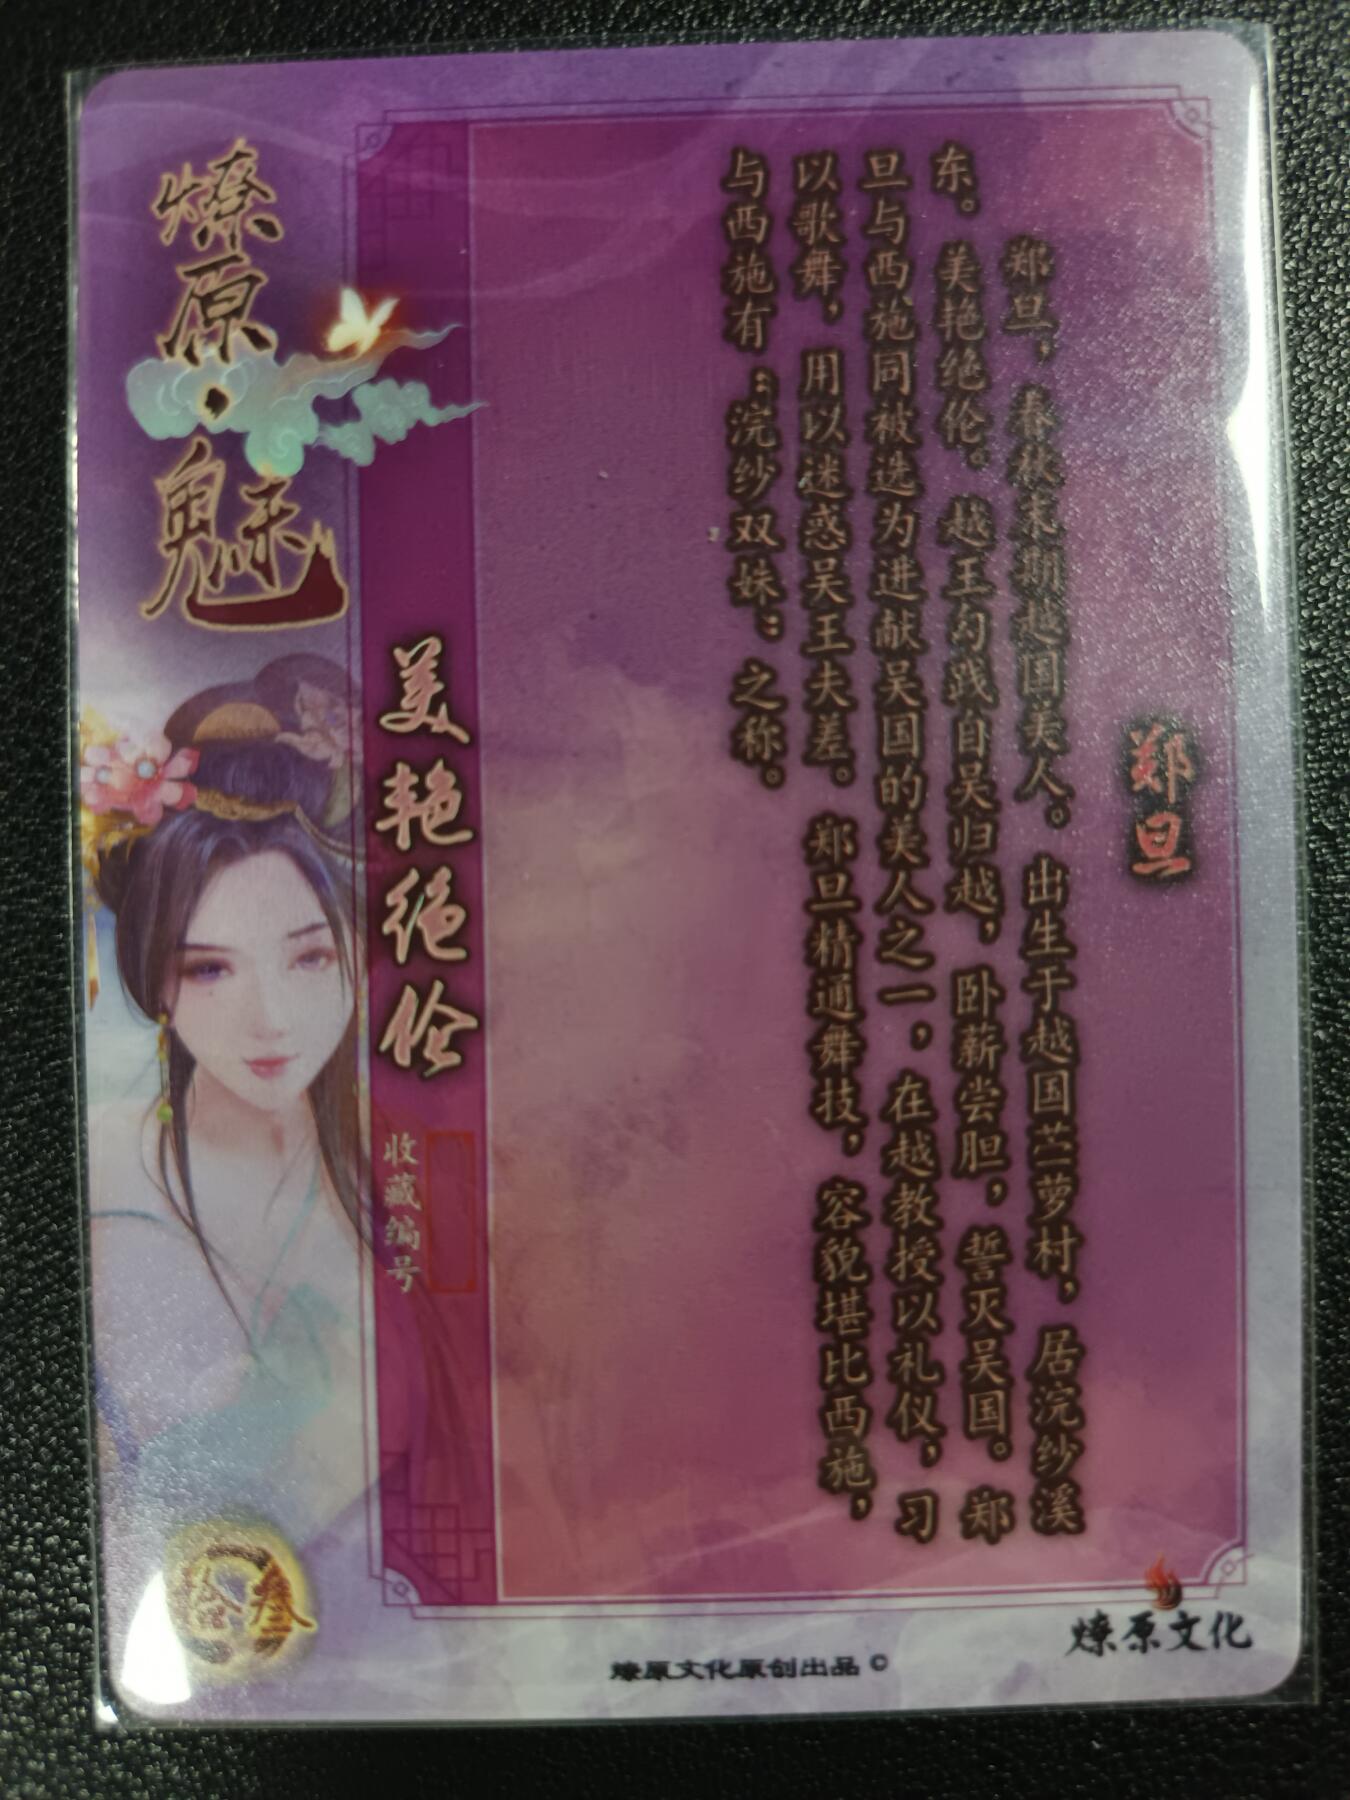 郑旦
郑旦，春秋末期越国美人。出生于越国苎萝村，居浣纱溪
东。美艳绝伦。越王勾践自吴归越，卧薪尝胆，誓灭吴国。郑
旦与西施同被选为进献吴国的美人之一，在越教授以礼仪，习
以歌舞，用以迷惑吴王夫差。郑旦精通舞技，容貌堪比西施，
与西施有：浣纱双姝：之称。
美艳绝伦
收藏编号
燎原·魅
拾叁
燎原文化
燎原文化原创出品 ©